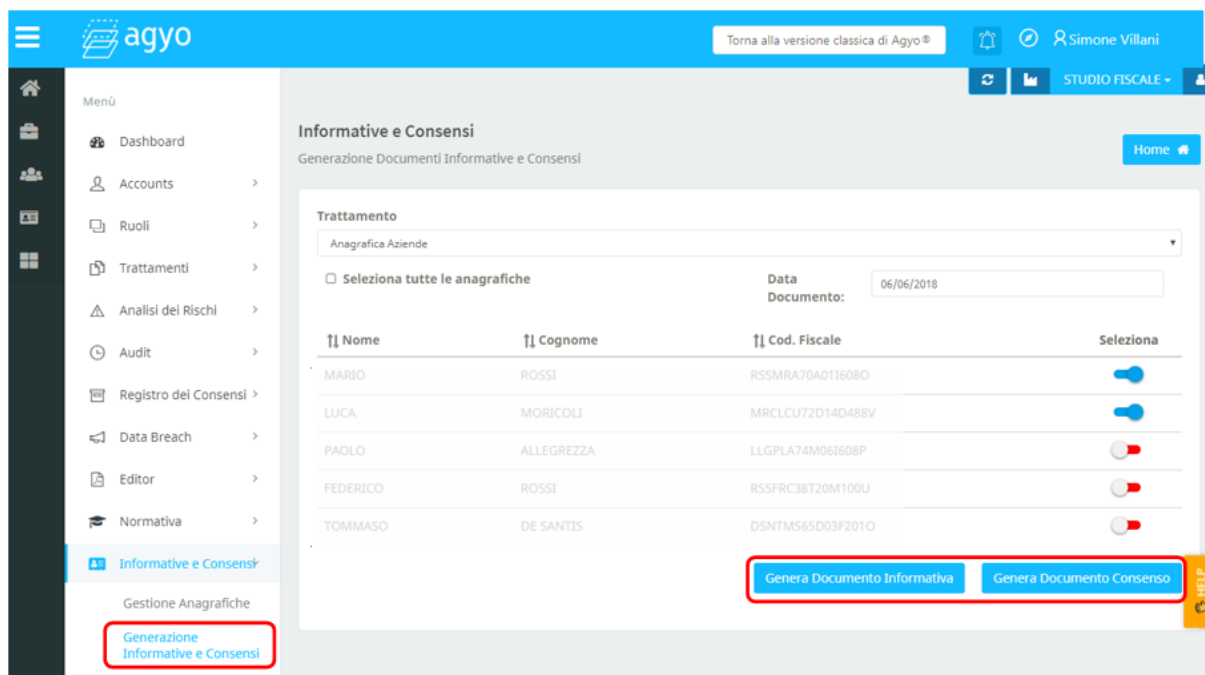 agyo
Torna alla versione classica di Agyo®
Simone Villani
STUDIO FISCALE
Menù
Dashboard
Accounts
Ruoli
Trattamenti
Analisi dei Rischi
Audit
Registro dei Consensi
Data Breach
Editor
Normativa
Informative e Consensi
Gestione Anagrafiche
Generazione
Informative e Consensi
Informative e Consensi
Generazione Documenti Informative e Consensi
Home
Trattamento
Anagrafica Aziende
Seleziona tutte le anagrafiche
Data
Documento:
06/06/2018
Nome Cognome Cod. Fiscale Seleziona
MARIO ROSSI RSSMRA70A01I608O
LUCA MORICOLI MRCLCU72D14D488V
PAOLO ALLEGREZZA LLGPLA74M06I608P
FEDERICO ROSSI RSSFRC38T20M100U
TOMMASO DE SANTIS DSNTMS65D03F201O
Genera Documento Informativa Genera Documento Consenso
HELP